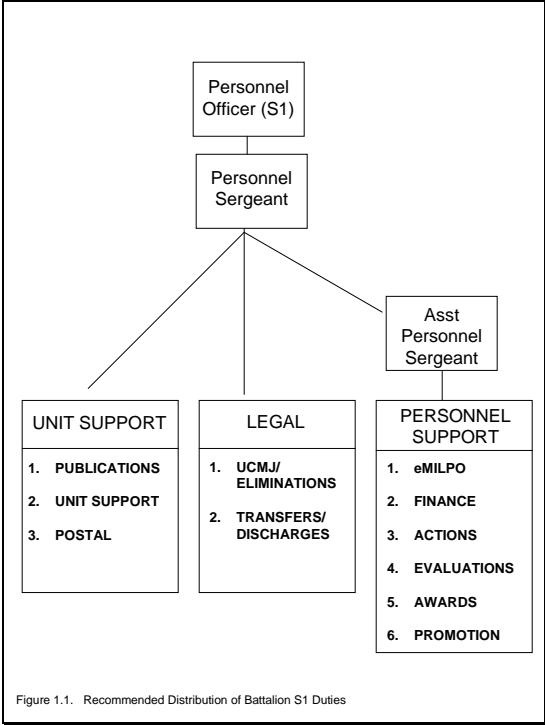 Personnel
Officer (S1)
Personnel
Sergeant
Asst
Personnel
Sergeant
UNIT SUPPORT
1. PUBLICATIONS
2. UNIT SUPPORT
3. POSTAL
LEGAL
1. UCMJ/
ELIMINATIONS
2. TRANSFERS/
DISCHARGES
PERSONNEL
SUPPORT
1. eMILPO
2. FINANCE
3. ACTIONS
4. EVALUATIONS
5. AWARDS
6. PROMOTION
Figure 1.1. Recommended Distribution of Battalion S1 Duties